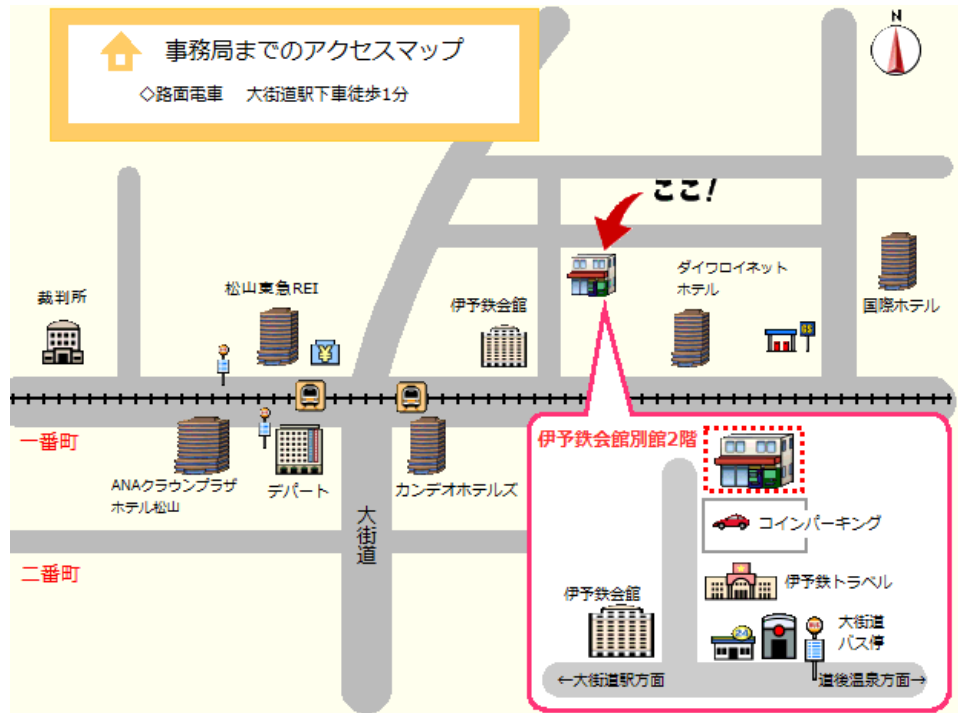 事務局までのアクセスマップ
◇路面電車 大街道駅下車徒歩1分
N
ここ!
ダイワロイネット
ホテル
国際ホテル
GS
裁判所
松山東急REI
¥
伊予鉄会館
一番町
ANAクラウンプラザ
ホテル松山
デパート
カンデオホテルズ
大街道
二番町
伊予鉄会館別館2階
コインパーキング
伊予鉄トラベル
伊予鉄会館
24
大街道
バス停
←大街道駅方面
道後温泉方面→